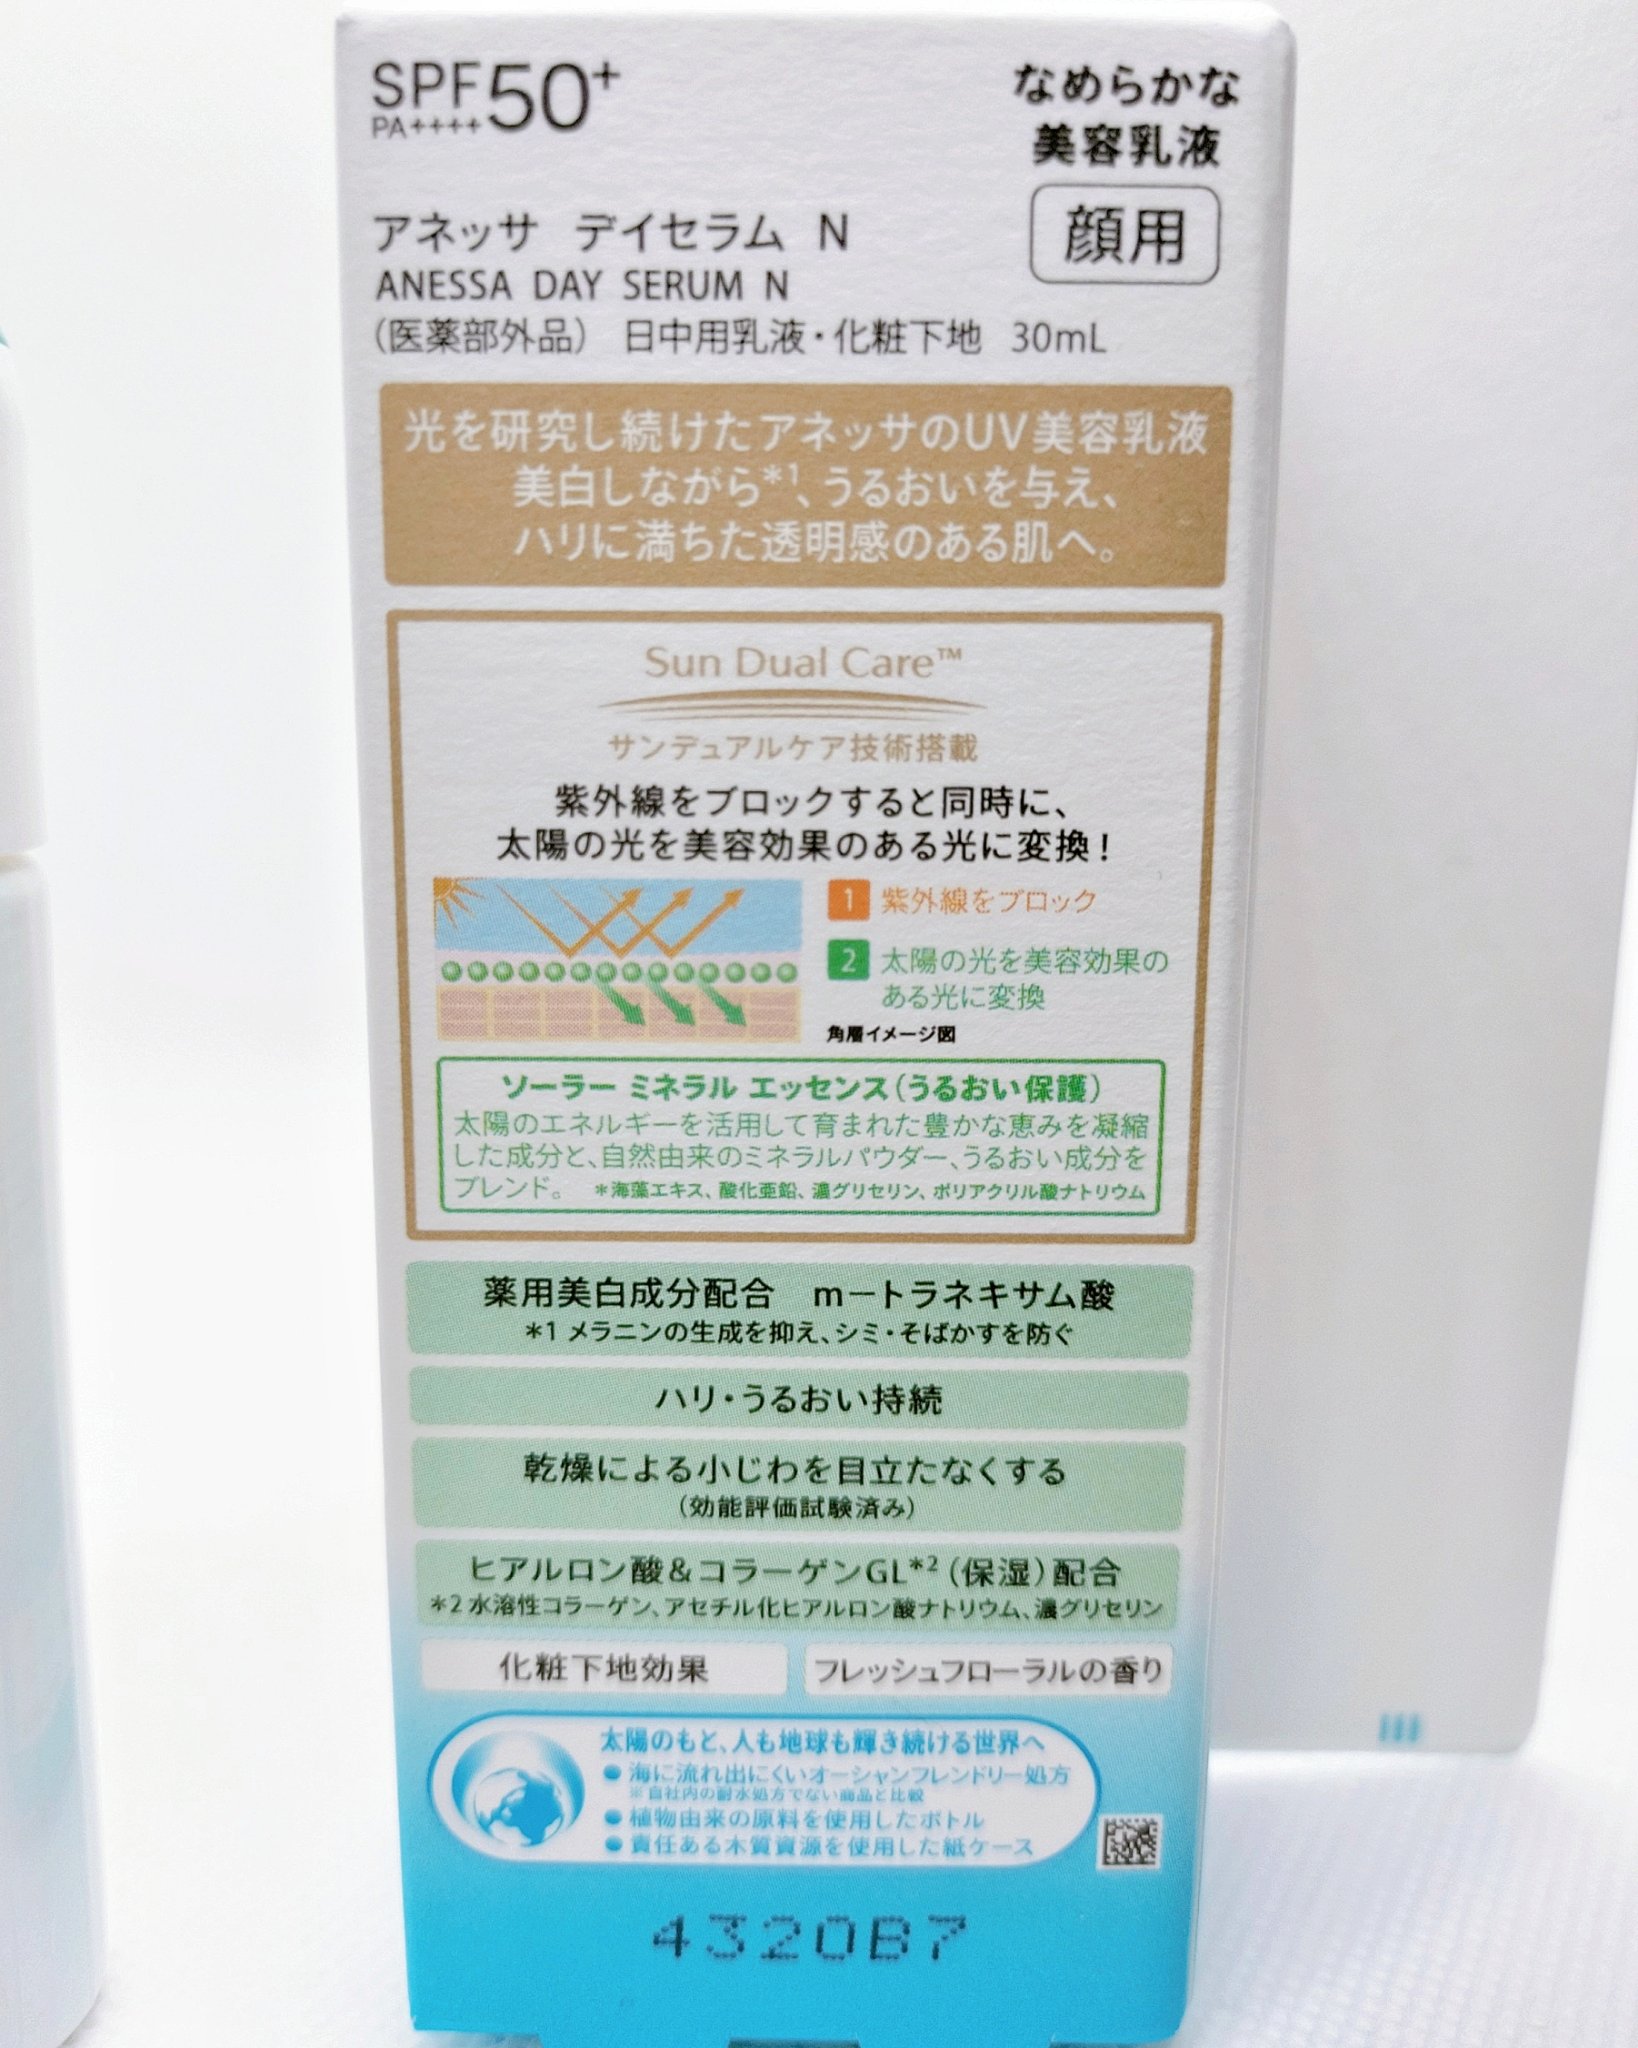 SPF50+
PA++++
なめらかな
美容乳液
顔用
アネッサ デイセラム N
ANESSA DAY SERUM N
(医薬部外品) 日中用乳液・化粧下地 30mL
光を研究し続けたアネッサのUV美容乳液
美白しながら*1、うるおいを与え、
ハリに満ちた透明感のある肌へ。
Sun Dual Care™
サンデュアルケア技術搭載
紫外線をブロックすると同時に、
太陽の光を美容効果のある光に変換!
1 紫外線をブロック
2 太陽の光を美容効果の
ある光に変換
角層イメージ図
ソーラー ミネラル エッセンス(うるおい保護)
太陽のエネルギーを活用して育まれた豊かな恵みを凝縮
した成分と、自然由来のミネラルパウダー、うるおい成分を
ブレンド。 *海藻エキス、酸化亜鉛、濃グリセリン、ポリアクリル酸ナトリウム
薬用美白成分配合 m-トラネキサム酸
*1 メラニンの生成を抑え、シミ・そばかすを防ぐ
ハリ・うるおい持続
乾燥による小じわを目立たなくする
(効能評価試験済み)
ヒアルロン酸&コラーゲンGL*2(保湿)配合
*2 水溶性コラーゲン、アセチル化ヒアルロン酸ナトリウム、濃グリセリン
化粧下地効果
フレッシュフローラルの香り
太陽のもと、人も地球も輝き続ける世界へ
●海に流れ出にくいオーシャンフレンドリー処方
※自社内の耐水処方でない商品と比較
●植物由来の原料を使用したボトル
●責任ある木質資源を使用した紙ケース
4320B7